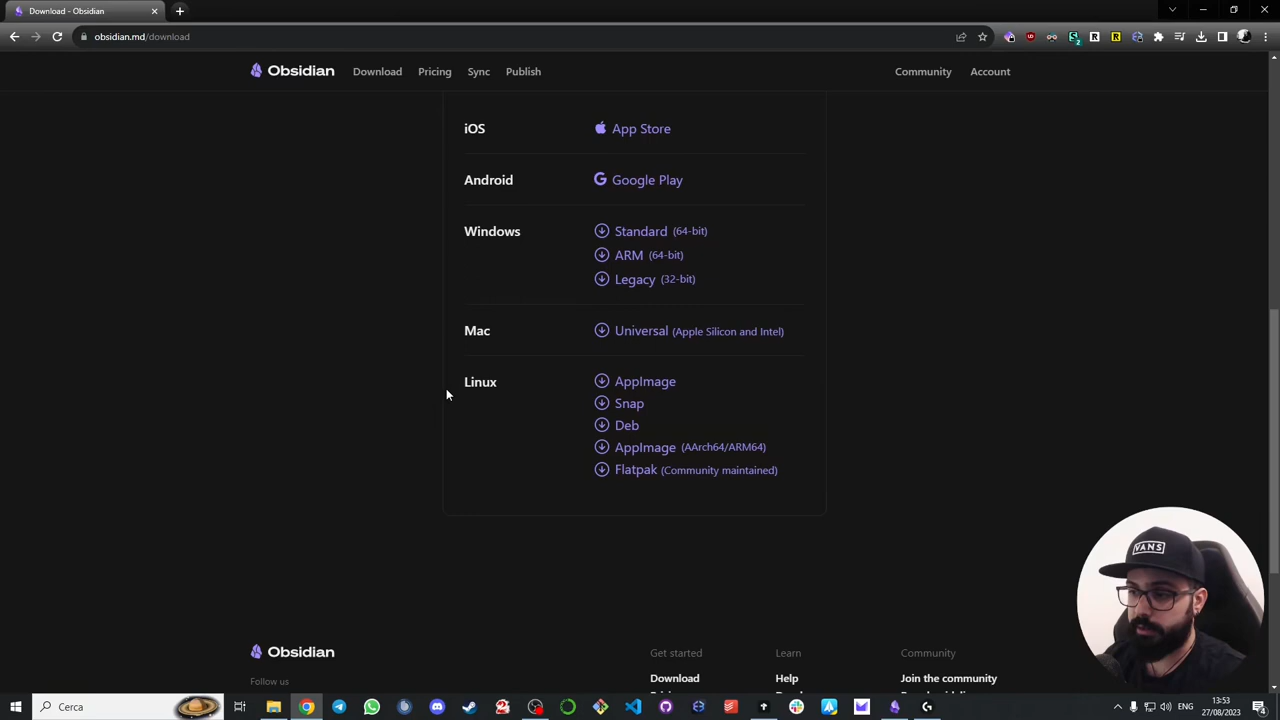 Download - Obsidian
obsidian.md/download
Obsidian Download Pricing Sync Publish Community Account
iOS App Store
Android Google Play
Windows Standard (64-bit)
ARM (64-bit)
Legacy (32-bit)
Mac Universal (Apple Silicon and Intel)
Linux AppImage
Snap
Deb
AppImage (AArch64/ARM64)
Flatpak (Community maintained)
VANS
Obsidian Get started Learn Community
Follow us Download Help Join the community
Cerca
ENG
13:53
27/08/2023